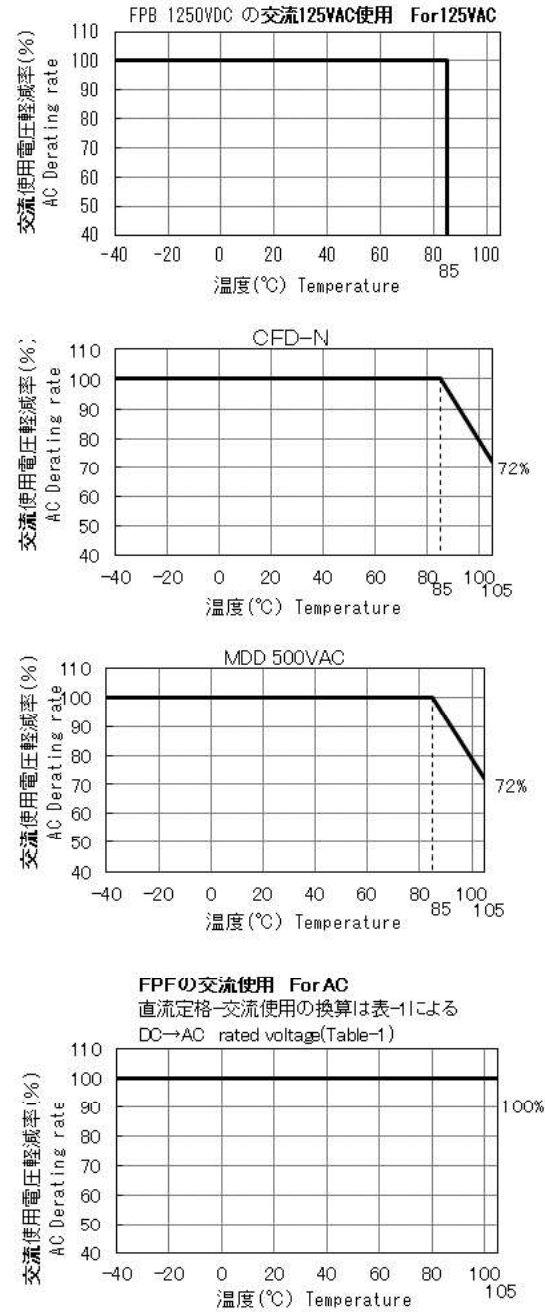 FPB 1250VDC の交流125VAC使用 For125VAC
交流使用電圧軽減率(%)
AC Derating rate
110
100
90
80
70
60
50
40
-40 -20 0 20 40 60 80 100
85
温度(℃) Temperature
CFD-N
交流使用電圧軽減率(%)
AC Derating rate
110
100
90
80
70
60
50
40
72%
-40 -20 0 20 40 60 80 100
85 105
温度(℃) Temperature
MDD 500VAC
交流使用電圧軽減率(%)
AC Derating rate
110
100
90
80
70
60
50
40
72%
-40 -20 0 20 40 60 80 100
85 105
温度(℃) Temperature
FPFの交流使用 For AC
直流定格-交流使用の換算は表-1による
DC→AC rated voltage(Table-1)
交流使用電圧軽減率(%)
AC Derating rate
110
100
90
80
70
60
50
40
100%
-40 -20 0 20 40 60 80 100
105
温度(℃) Temperature